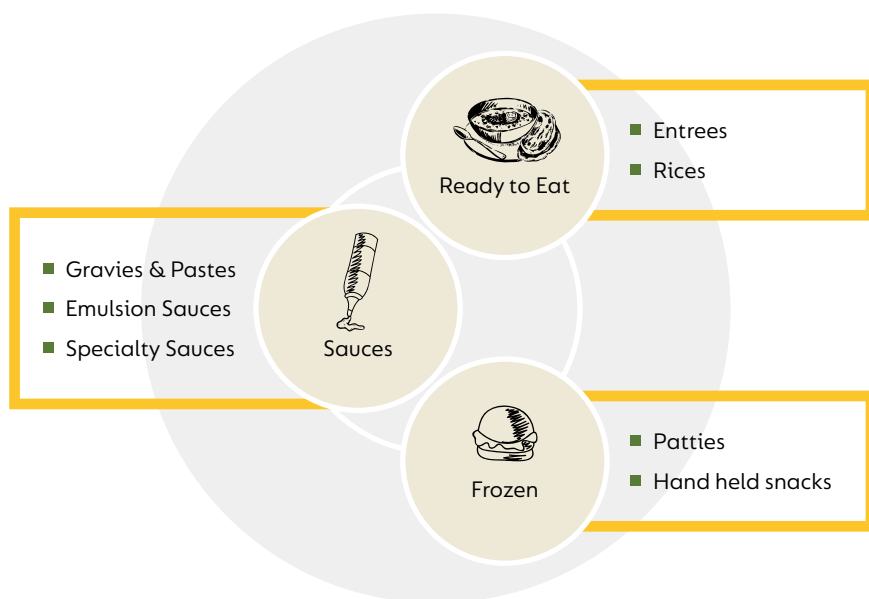 Ready to Eat
Entrees
Rices
Sauces
Gravies & Pastes
Emulsion Sauces
Specialty Sauces
Frozen
Patties
Hand held snacks